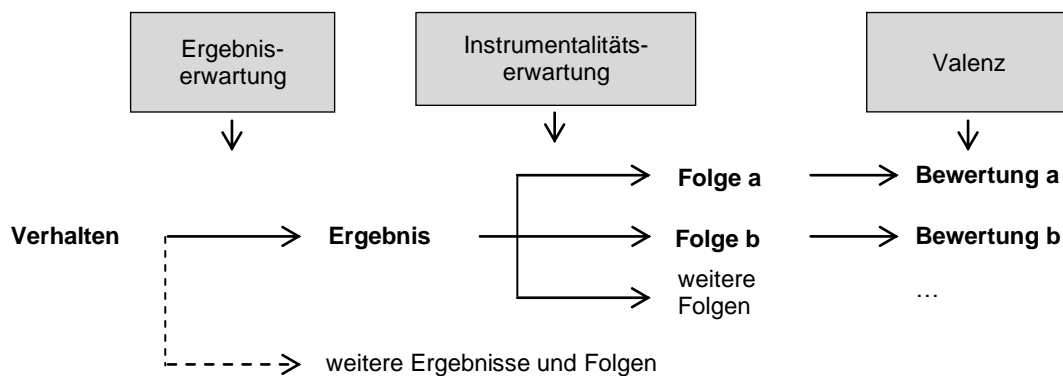 Ergebnis-
erwartung
Instrumentalitäts-
erwartung
Valenz
Folge a
Bewertung a
Verhalten
Ergebnis
Folge b
Bewertung b
weitere
Folgen
...
weitere Ergebnisse und Folgen